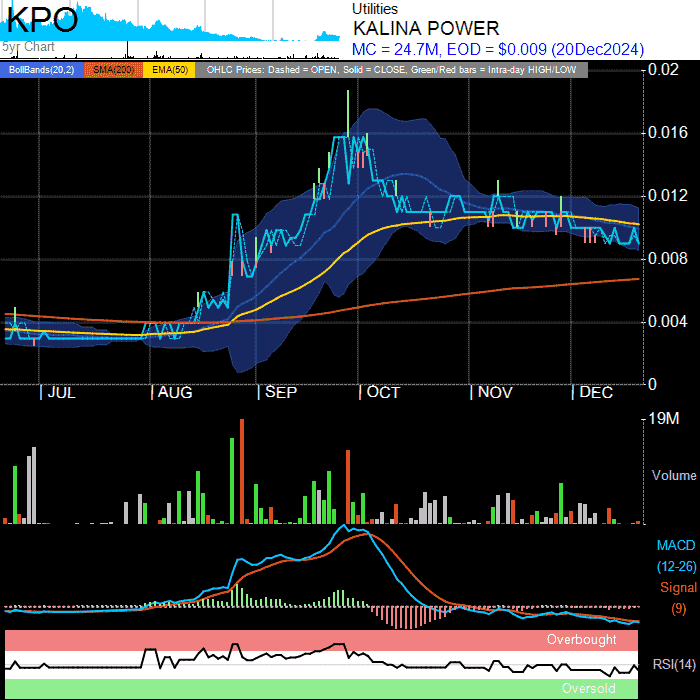 KPO
5yr Chart
Utilities
KALINA POWER
MC = 24.7M, EOD = $0.009 (20Dec2024)
BollBands(20,2) SMA(200) EMA(50) OHLC Prices: Dashed = OPEN, Solid = CLOSE, Green/Red bars = Intra-day HIGH/LOW
0.02
0.016
0.012
0.008
0.004
0
| JUL | AUG | SEP | OCT | NOV | DEC
19M
Volume
MACD
(12-26)
Signal
(9)
Overbought
RSI(14)
Oversold